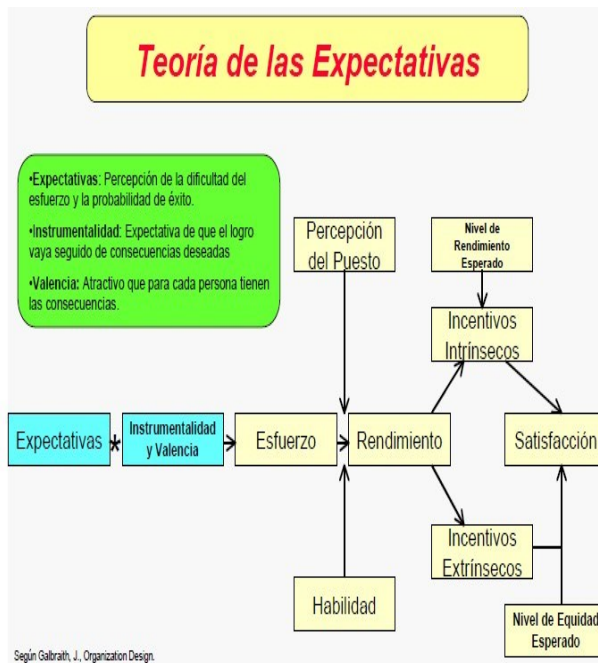 Teoría de las Expectativas
•Expectativas: Percepción de la dificultad del
esfuerzo y la probabilidad de éxito.
•Instrumentalidad: Expectativa de que el logro
vaya seguido de consecuencias deseadas
•Valencia: Atractivo que para cada persona tienen
las consecuencias.
Percepción
del Puesto
Nivel de
Rendimiento
Esperado
Incentivos
Intrínsecos
Expectativas
*
Instrumentalidad
y Valencia
Esfuerzo
Rendimiento
Satisfacción
Incentivos
Extrínsecos
Habilidad
Nivel de Equidad
Esperado
Según Galbraith, J., Organization Design.